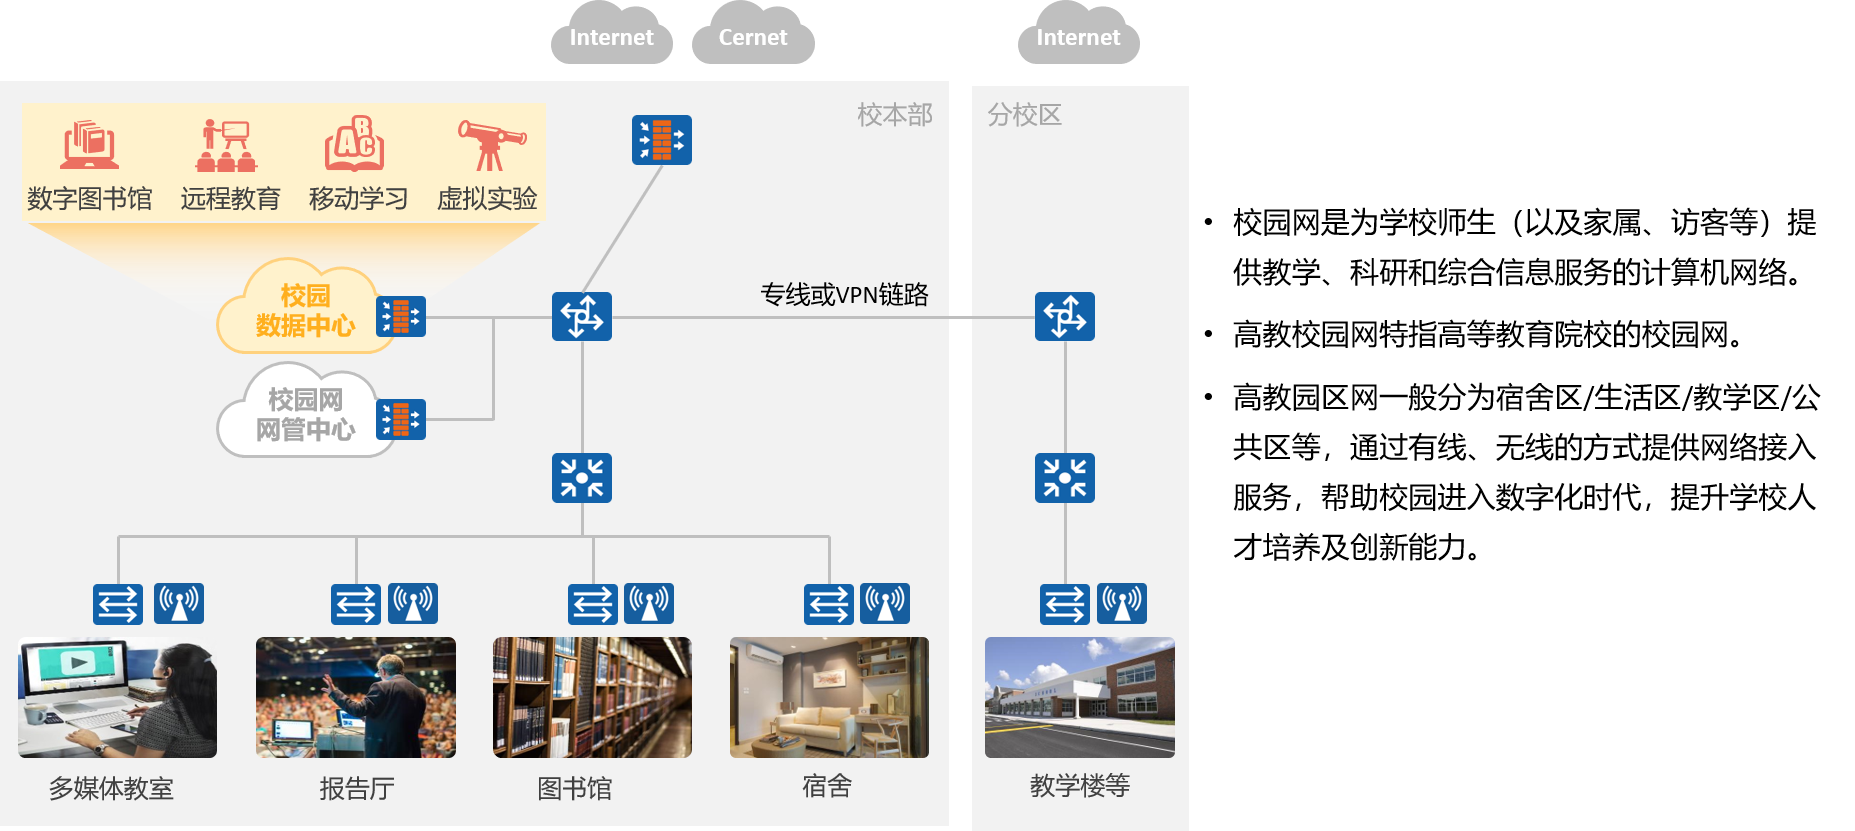 Internet
Cernet
Internet
校本部
分校区
数字图书馆
远程教育
移动学习
虚拟实验
校园
数据中心
专线或VPN链路
校园网
网管中心
多媒体教室
报告厅
图书馆
宿舍
教学楼等
• 校园网是为学校师生（以及家属、访客等）提
供教学、科研和综合信息服务的计算机网络。
• 高教校园网特指高等教育院校的校园网。
• 高教园区网一般分为宿舍区/生活区/教学区/公
共区等，通过有线、无线的方式提供网络接入
服务，帮助校园进入数字化时代，提升学校人
才培养及创新能力。